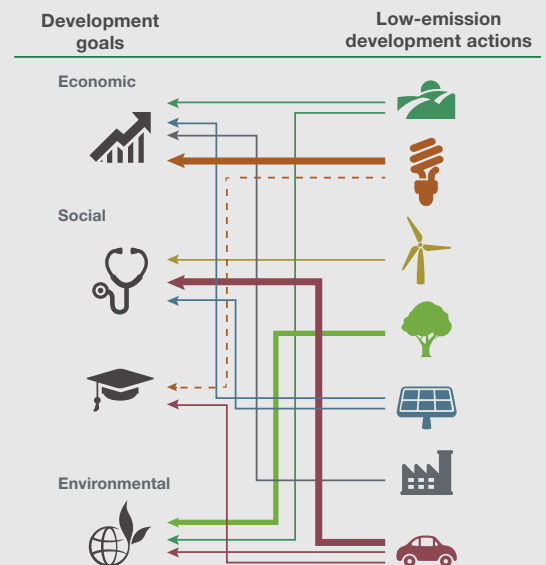 Development
goals
Low-emission
development actions
Economic
Social
Environmental